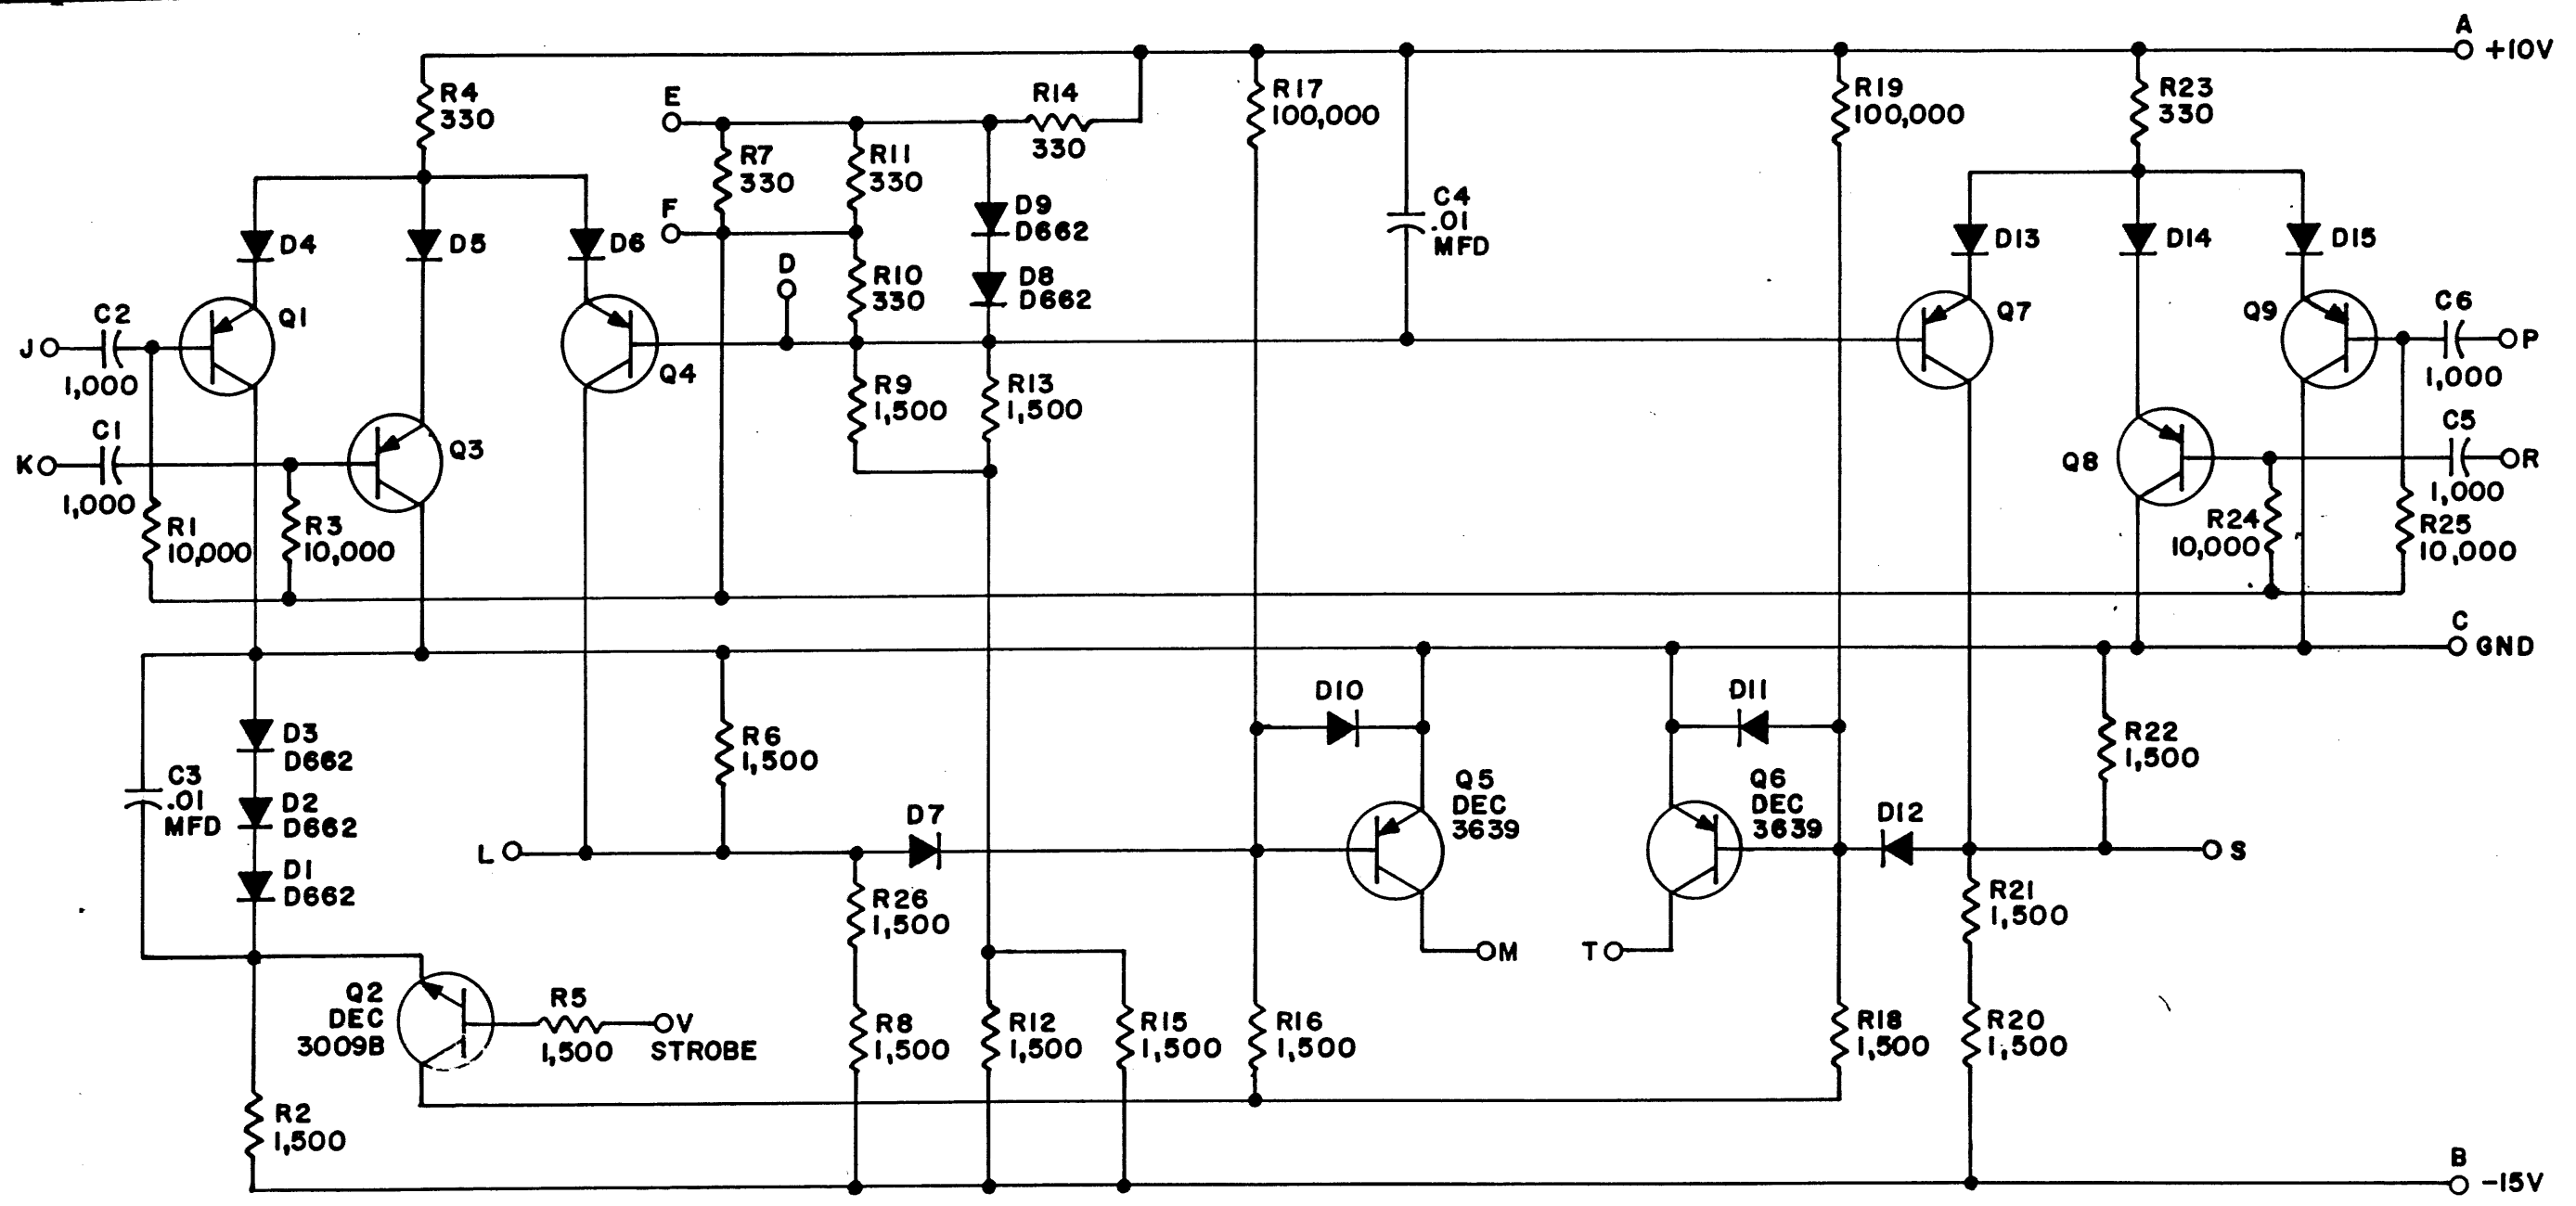 A
+10V
R4
330
E
R14
330
R17
100,000
R19
100,000
R23
330
R7
330
R11
330
D9
D662
C4
.01
MFD
F
D4
D5
D6
D13
D14
D15
D
R10
330
D8
D662
C2
J
1,000
Q1
Q4
Q7
Q9
C6
P
1,000
R9
1,500
R13
1,500
C1
K
1,000
Q3
Q8
C5
R
1,000
R1
10,000
R3
10,000
R24
10,000
R25
10,000
C
GND
D3
D662
R6
1,500
D10
D11
R22
1,500
C3
.01
MFD
D2
D662
D1
D662
L
D7
Q5
DEC
3639
Q6
DEC
3639
D12
S
R26
1,500
R21
1,500
M
T
Q2
DEC
3009B
R5
1,500
V
STROBE
R8
1,500
R12
1,500
R15
1,500
R16
1,500
R18
1,500
R20
1,500
R2
1,500
B
-15V